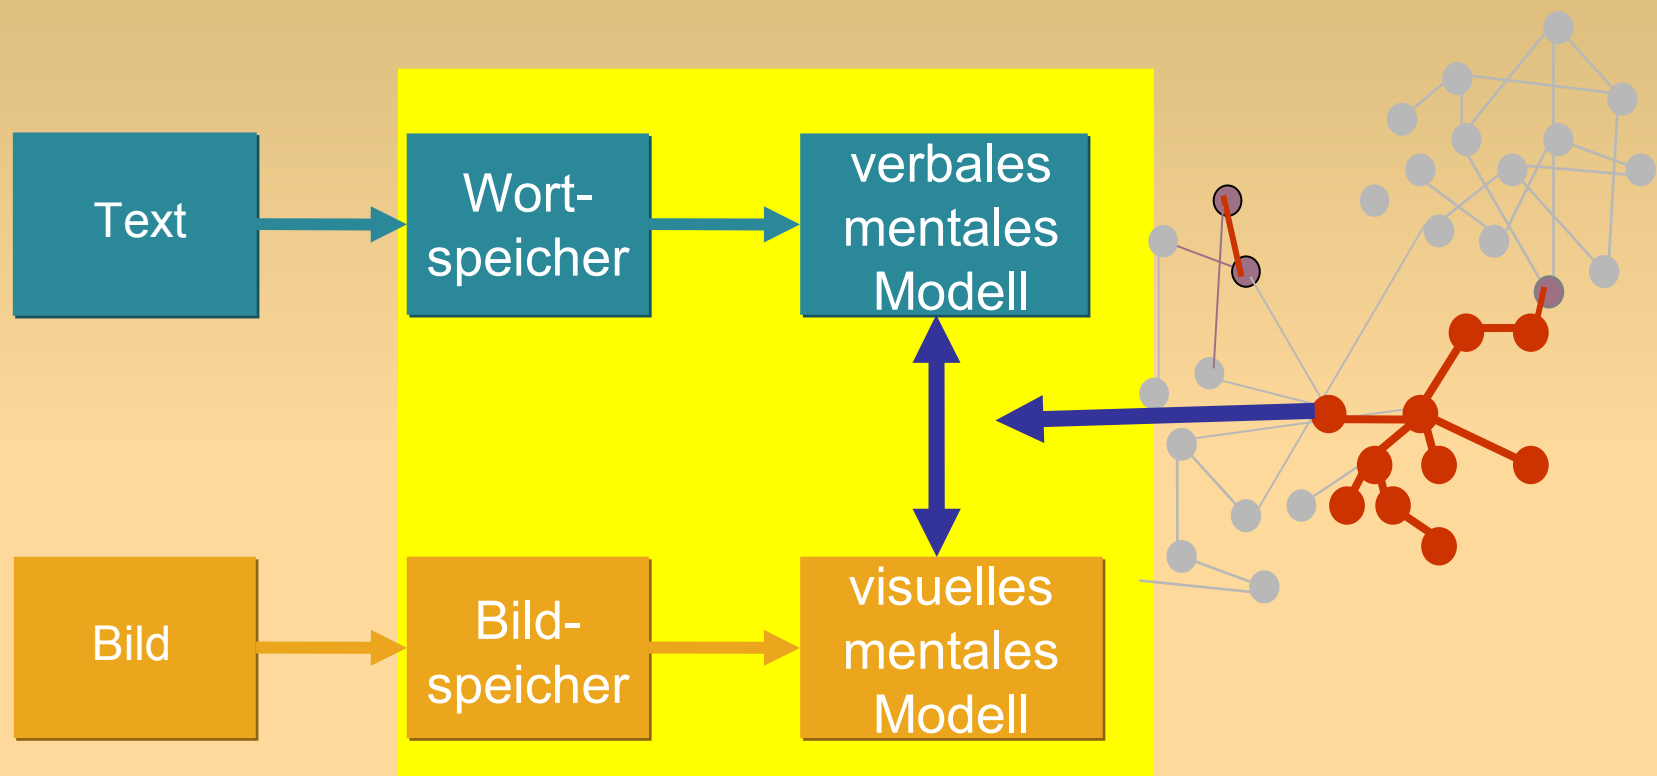 Text
Wort-
speicher
verbales
mentales
Modell
Bild
Bild-
speicher
visuelles
mentales
Modell